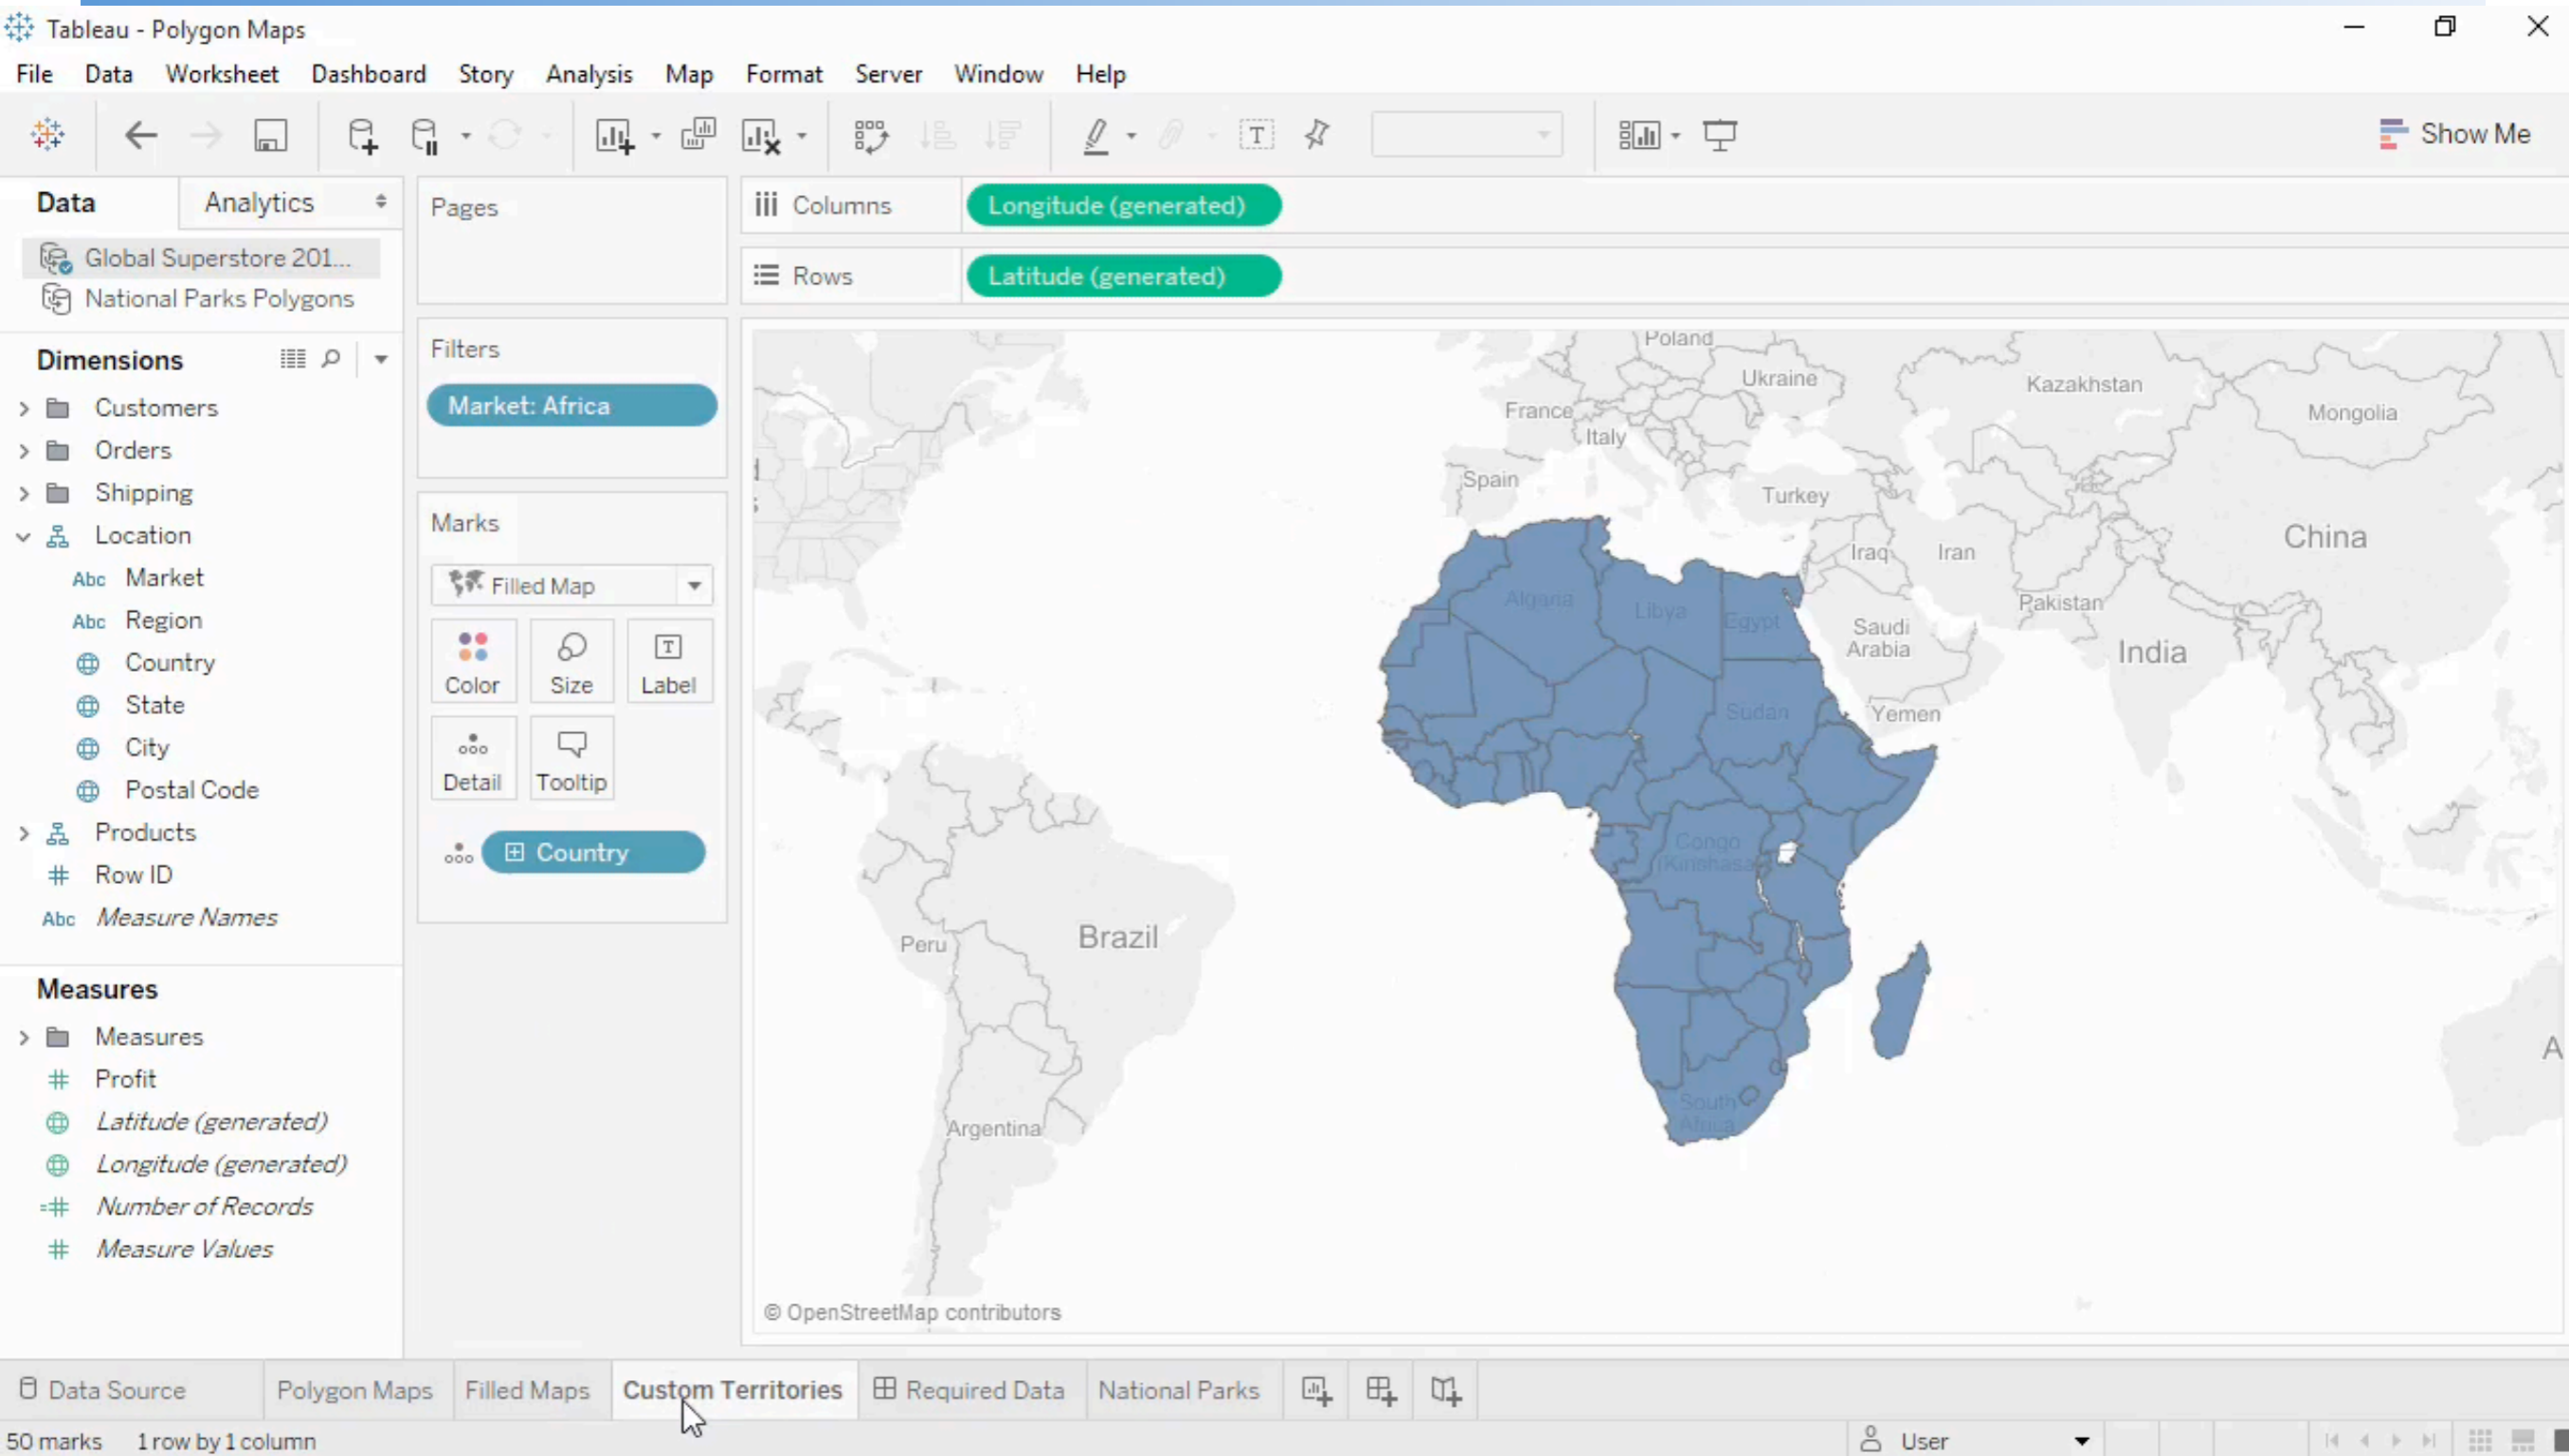 Tableau - Polygon Maps
File Data Worksheet Dashboard Story Analysis Map Format Server Window Help
Show Me
Data Analytics
Global Superstore 201...
National Parks Polygons
Dimensions
Customers
Orders
Shipping
Location
Abc Market
Abc Region
Country
State
City
Postal Code
Products
Row ID
Abc Measure Names
Measures
Measures
Profit
Latitude (generated)
Longitude (generated)
Number of Records
Measure Values
Pages
Filters
Market: Africa
Marks
Filled Map
Color Size Label
Detail Tooltip
Country
Columns Longitude (generated)
Rows Latitude (generated)
Poland
Ukraine
Kazakhstan
Mongolia
France
Italy
Spain
Turkey
China
Iraq
Iran
Algeria
Libya
Egypt
Pakistan
Saudi
Arabia
India
Sudan
Yemen
Congo
(Kinshasa
Brazil
Peru
A
South
Africa
Argentina
© OpenStreetMap contributors
Data Source Polygon Maps Filled Maps Custom Territories Required Data National Parks
50 marks 1 row by 1 column User